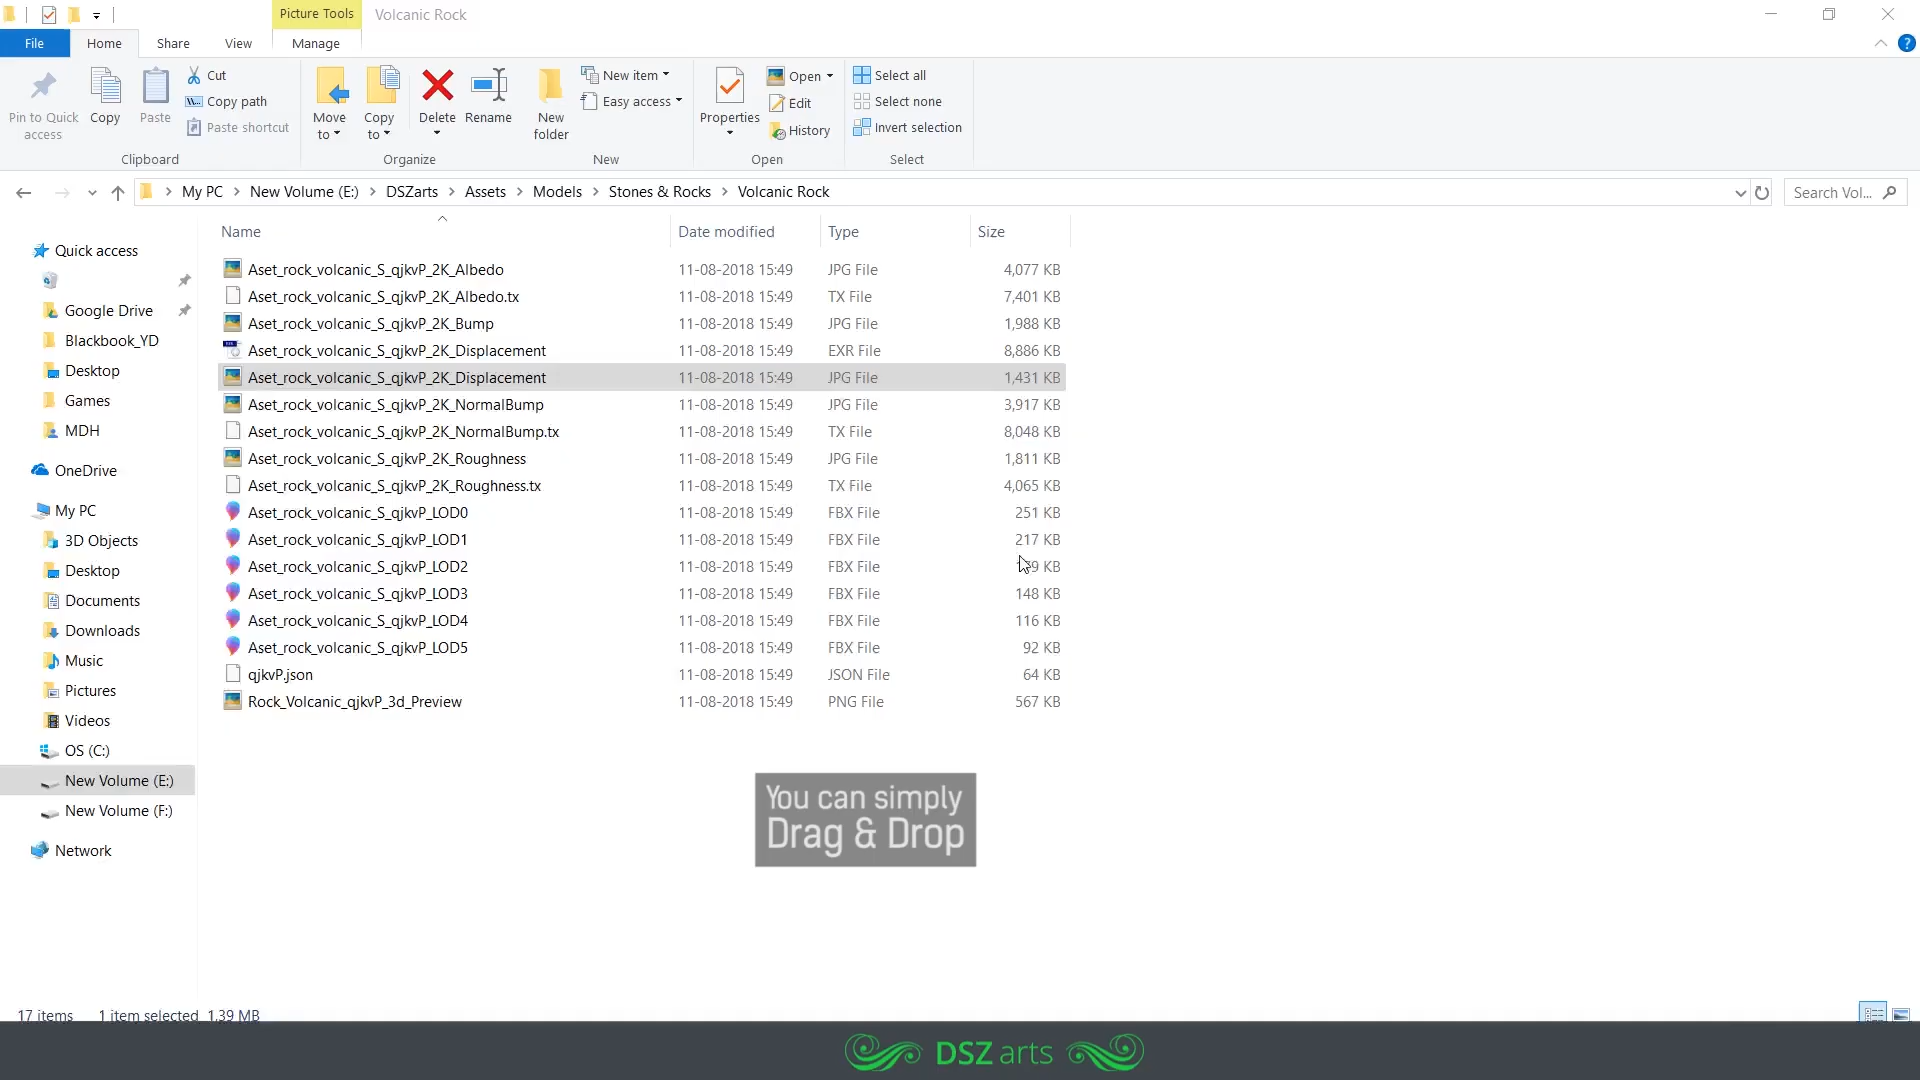 Picture Tools
Volcanic Rock
File
Home
Share
View
Manage
Pin to Quick access
Copy
Paste
Cut
Copy path
Paste shortcut
Clipboard
Move to
Copy to
Delete
Rename
Organize
New folder
New item
Easy access
New
Properties
Open
Edit
History
Open
Select all
Select none
Invert selection
Select
My PC > New Volume (E:) > DSZarts > Assets > Models > Stones & Rocks > Volcanic Rock
Search Vol...
Name Date modified Type Size
Quick access
Google Drive
Blackbook_YD
Desktop
Games
MDH
OneDrive
My PC
3D Objects
Desktop
Documents
Downloads
Music
Pictures
Videos
OS (C:)
New Volume (E:)
New Volume (F:)
Network
Aset_rock_volcanic_S_qjkvP_2K_Albedo 11-08-2018 15:49 JPG File 4,077 KB
Aset_rock_volcanic_S_qjkvP_2K_Albedo.tx 11-08-2018 15:49 TX File 7,401 KB
Aset_rock_volcanic_S_qjkvP_2K_Bump 11-08-2018 15:49 JPG File 1,988 KB
Aset_rock_volcanic_S_qjkvP_2K_Displacement 11-08-2018 15:49 EXR File 8,886 KB
Aset_rock_volcanic_S_qjkvP_2K_Displacement 11-08-2018 15:49 JPG File 1,431 KB
Aset_rock_volcanic_S_qjkvP_2K_NormalBump 11-08-2018 15:49 JPG File 3,917 KB
Aset_rock_volcanic_S_qjkvP_2K_NormalBump.tx 11-08-2018 15:49 TX File 8,048 KB
Aset_rock_volcanic_S_qjkvP_2K_Roughness 11-08-2018 15:49 JPG File 1,811 KB
Aset_rock_volcanic_S_qjkvP_2K_Roughness.tx 11-08-2018 15:49 TX File 4,065 KB
Aset_rock_volcanic_S_qjkvP_LOD0 11-08-2018 15:49 FBX File 251 KB
Aset_rock_volcanic_S_qjkvP_LOD1 11-08-2018 15:49 FBX File 217 KB
Aset_rock_volcanic_S_qjkvP_LOD2 11-08-2018 15:49 FBX File KB
Aset_rock_volcanic_S_qjkvP_LOD3 11-08-2018 15:49 FBX File 148 KB
Aset_rock_volcanic_S_qjkvP_LOD4 11-08-2018 15:49 FBX File 116 KB
Aset_rock_volcanic_S_qjkvP_LOD5 11-08-2018 15:49 FBX File 92 KB
qjkvP.json 11-08-2018 15:49 JSON File 64 KB
Rock_Volcanic_qjkvP_3d_Preview 11-08-2018 15:49 PNG File 567 KB
You can simply
Drag & Drop
17 items 1 item selected 1.39 MB
DSZ arts